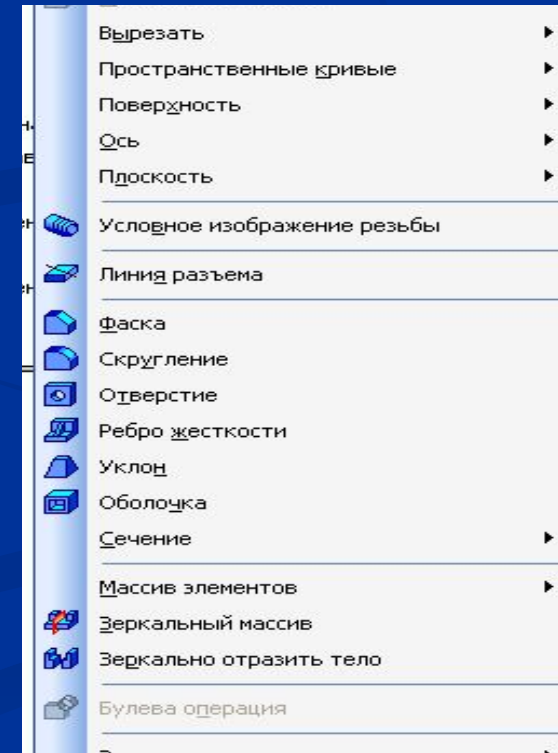 Вырезать
Пространственные кривые
Поверхность
Ось
Плоскость
Условное изображение резьбы
Линия разъема
Фаска
Скругление
Отверстие
Ребро жесткости
Уклон
Оболочка
Сечение
Массив элементов
Зеркальный массив
Зеркально отразить тело
Булева операция